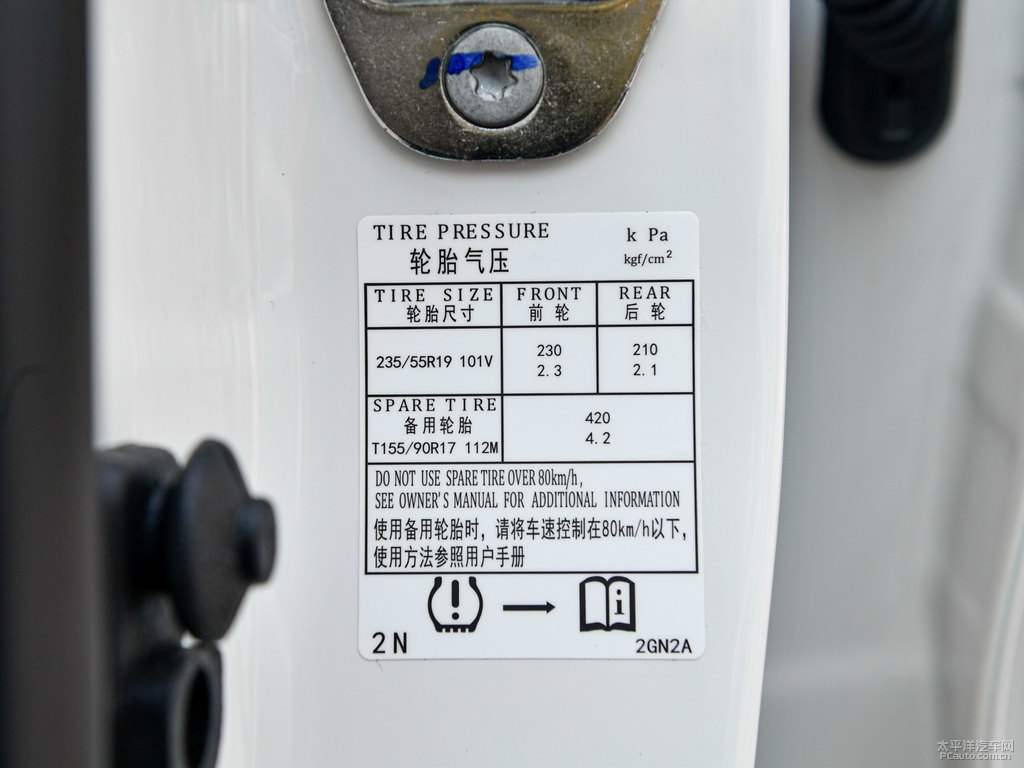 TIRE PRESSURE
k Pa
轮胎气压
kgf/cm²
TIRE SIZE FRONT REAR
轮胎尺寸 前轮 后轮
235/55R19 101V
230 210
2.3 2.1
SPARE TIRE
备用轮胎
T155/90R17 112M
420
4.2
DO NOT USE SPARE TIRE OVER 80km/h,
SEE OWNER'S MANUAL FOR ADDITIONAL INFORMATION
使用备用轮胎时，请将车速控制在80km/h以下，
使用方法参照用户手册
2N
2GN2A
太平洋汽车网
PCauto.com.cn